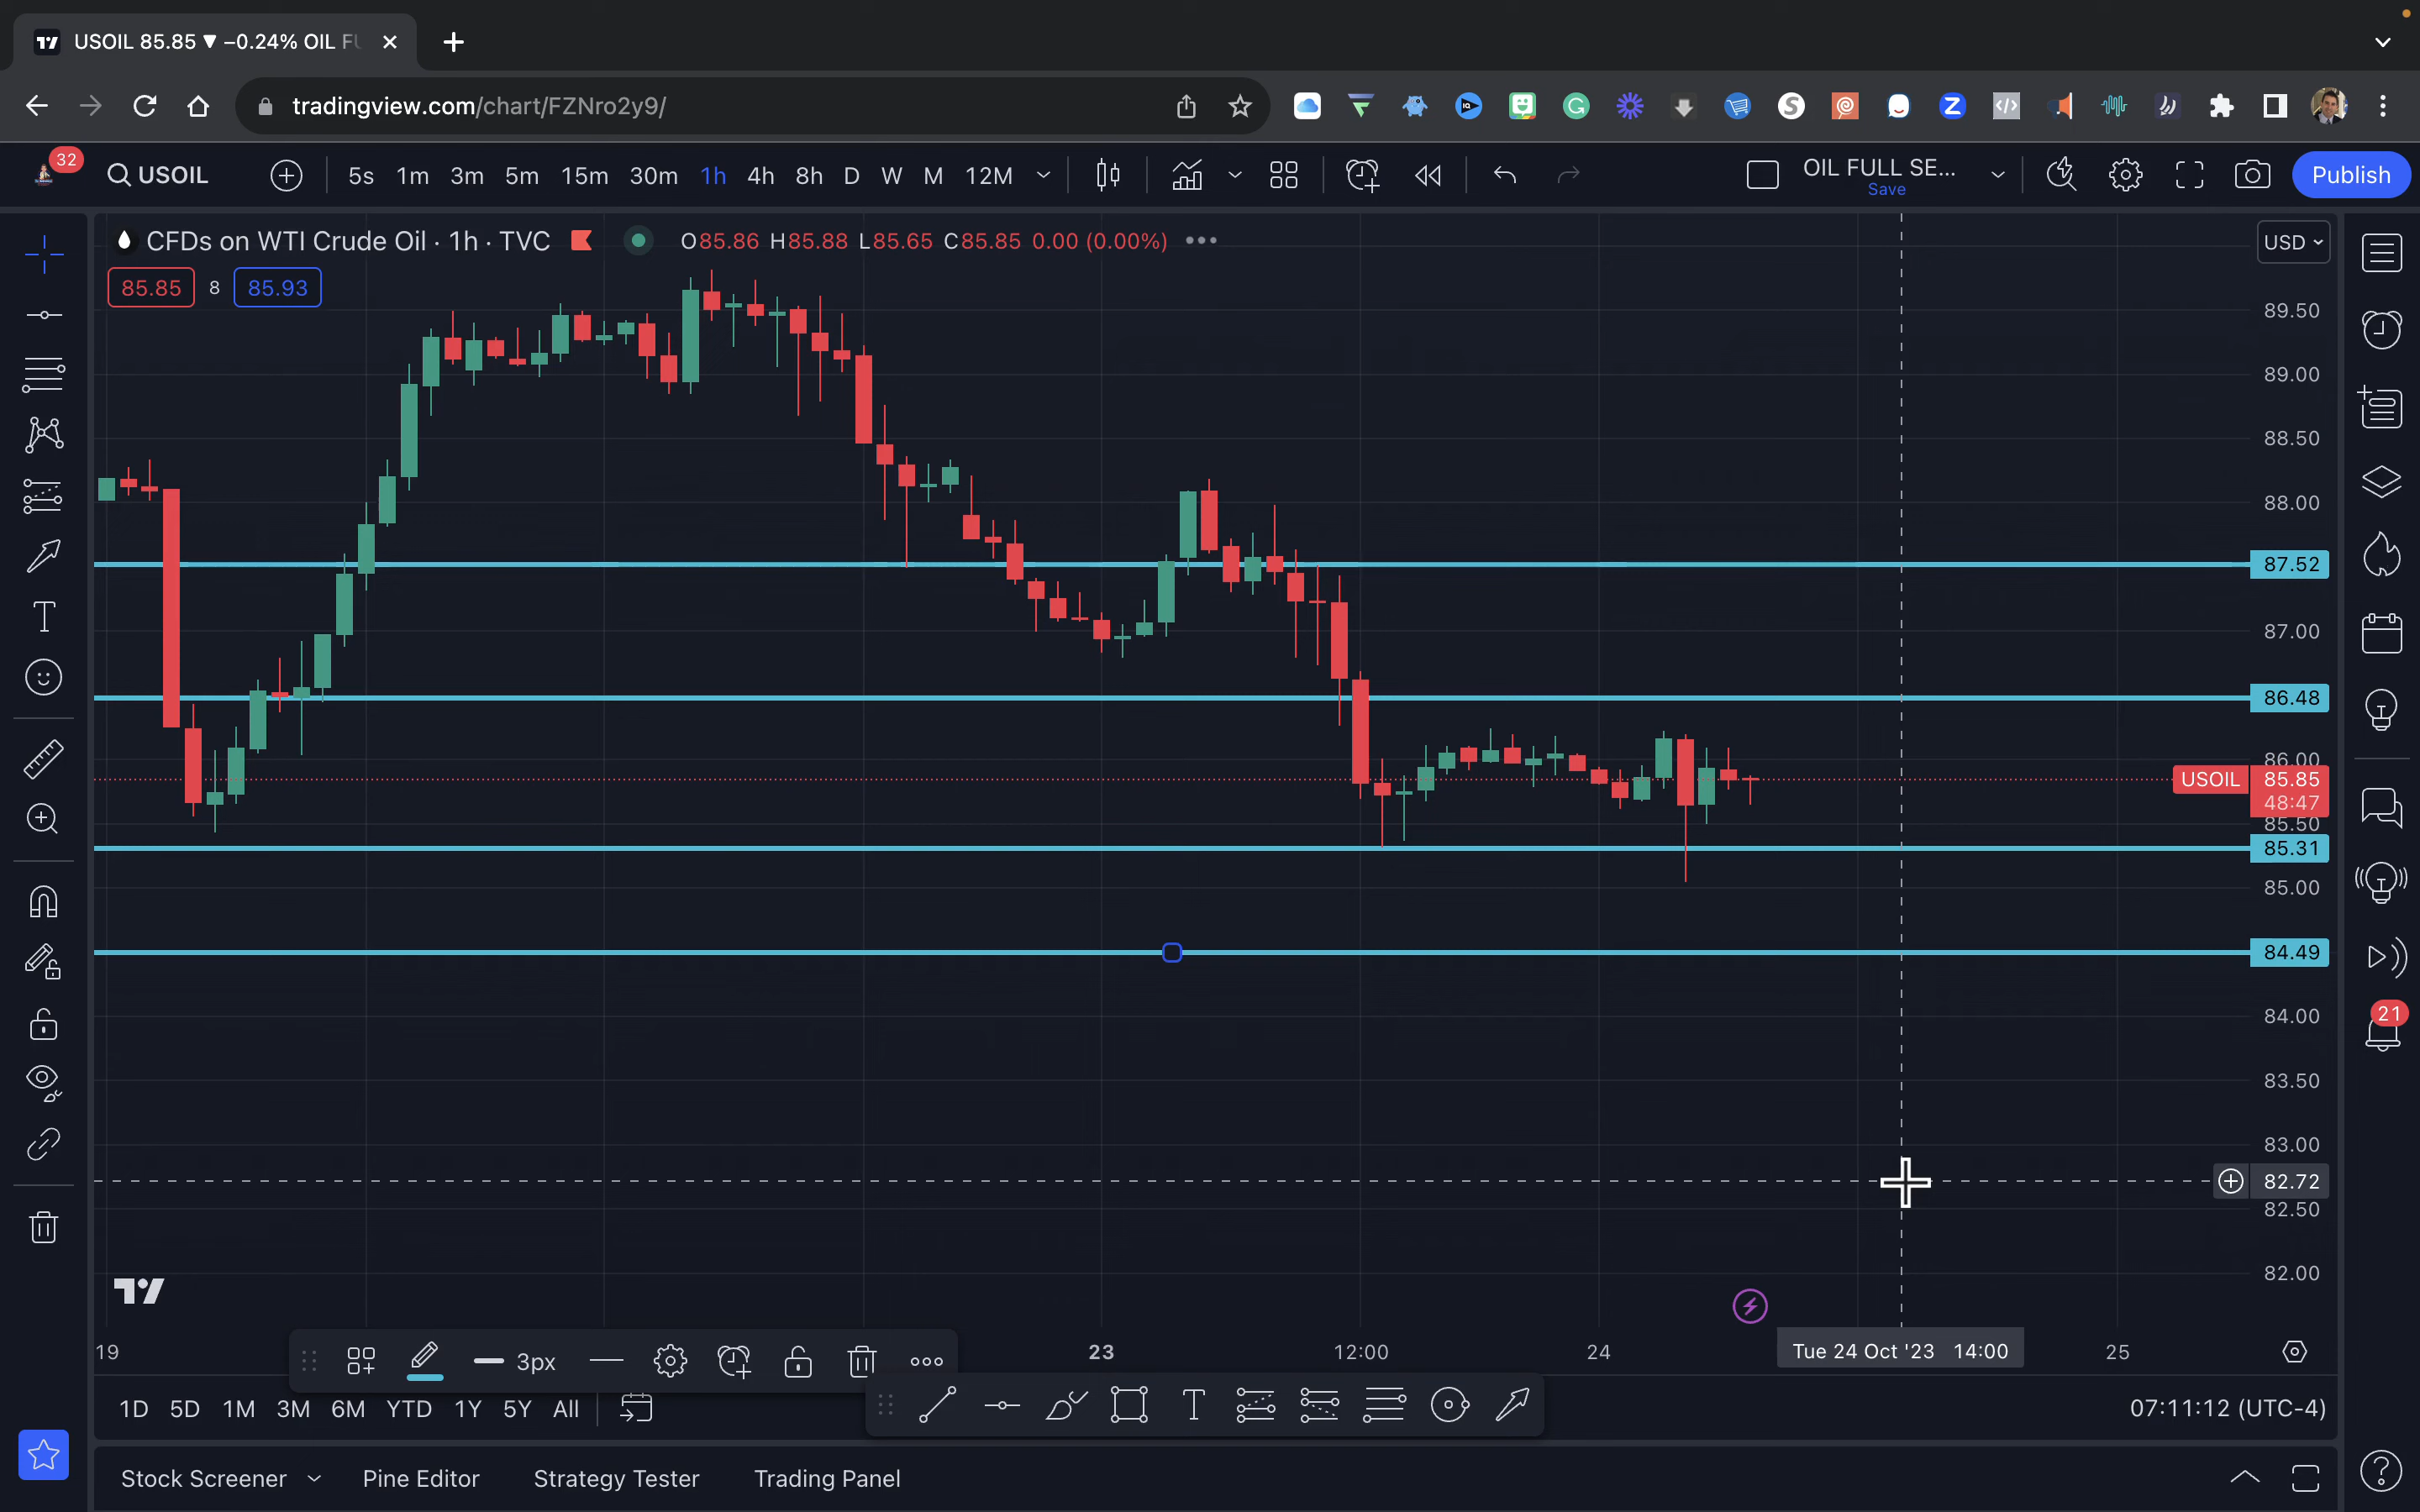 USOIL 85.85 ▼ −0.24% OIL FU
tradingview.com/chart/FZNro2y9/
32
USOIL
5s 1m 3m 5m 15m 30m 1h 4h 8h D W M 12M
OIL FULL SE...
Save
Publish
CFDs on WTI Crude Oil · 1h · TVC
O85.86 H85.88 L85.65 C85.85 0.00 (0.00%)
USD
85.85 8 85.93
89.50
89.00
88.50
88.00
87.52
87.00
86.48
86.00
USOIL 85.85
48:47
85.50
85.31
85.00
84.49
84.00
83.50
83.00
82.72
82.50
82.00
21
19 23 12:00 24 Tue 24 Oct '23 14:00 25
3px
1D 5D 1M 3M 6M YTD 1Y 5Y All
T
07:11:12 (UTC-4)
Stock Screener Pine Editor Strategy Tester Trading Panel